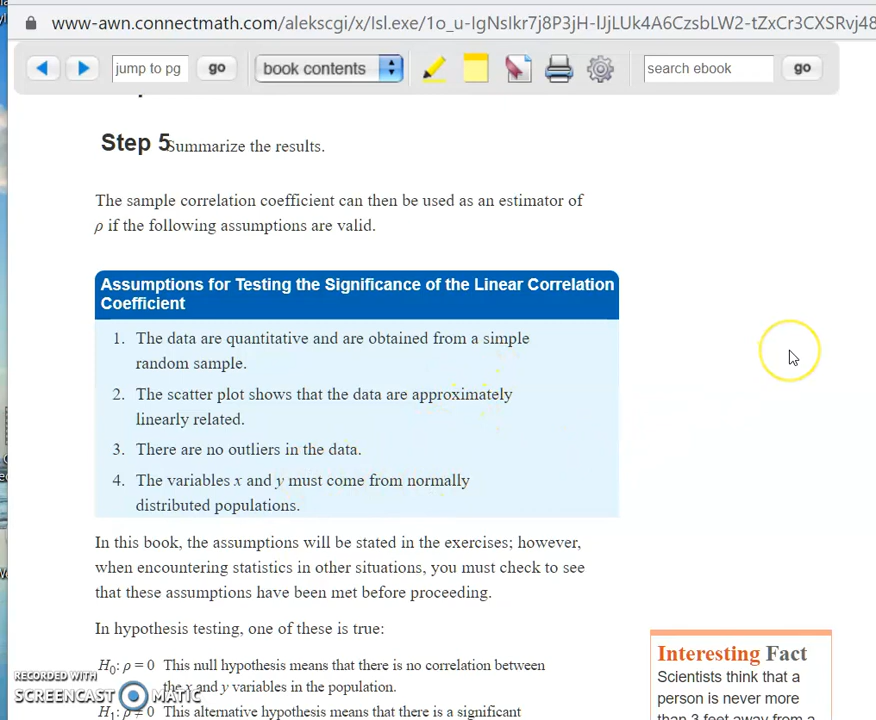 www-awn.connectmath.com/alekscgi/x/Isl.exe/1o_u-IgNsIkr7j8P3jH-lJjLUk4A6CzsbLW2-tZxCr3CXSRvj48
jump to pg go book contents search ebook go
Step 5 Summarize the results.
The sample correlation coefficient can then be used as an estimator of
ρ if the following assumptions are valid.
Assumptions for Testing the Significance of the Linear Correlation
Coefficient
1. The data are quantitative and are obtained from a simple
random sample.
2. The scatter plot shows that the data are approximately
linearly related.
3. There are no outliers in the data.
4. The variables x and y must come from normally
distributed populations.
In this book, the assumptions will be stated in the exercises; however,
when encountering statistics in other situations, you must check to see
that these assumptions have been met before proceeding.
In hypothesis testing, one of these is true:
H0: ρ = 0 This null hypothesis means that there is no correlation between
the x and y variables in the population.
H1: ρ ≠ 0 This alternative hypothesis means that there is a significant
Interesting Fact
Scientists think that a
person is never more
than 3 feet away from a
RECORDED WITH
SCREENCAST MATIC